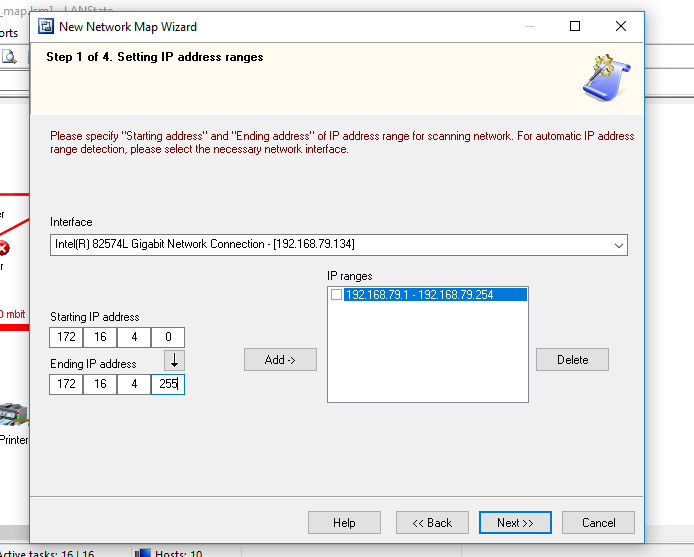 _map.lsm] - LANState
New Network Map Wizard
orts
Step 1 of 4. Setting IP address ranges
Please specify "Starting address" and "Ending address" of IP address range for scanning network. For automatic IP address
range detection, please select the necessary network interface.
er
Interface
Intel(R) 82574L Gigabit Network Connection - [192.168.79.134]
r
IP ranges
192.168.79.1 - 192.168.79.254
0 mbit
Starting IP address
172 16 4 0
Add ->
Delete
Ending IP address
172 16 4 255
Printer
Help
<< Back
Next >>
Cancel
Active tasks: 16 | 16
Hosts: 10